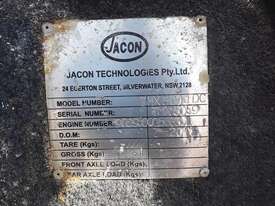 JACON
JACON TECHNOLOGIES Pty.Ltd.
24 EGERTON STREET, SILVERWATER, NSW, 2128
MODEL NUMBER:
SERIAL NUMBER
ENGINE NUMBER
D.O.M:
TARE (Kgs)
GROSS (Kgs)
FRONT AXLE LOAD (Kgs)
REAR AXLE LOAD (Kgs)